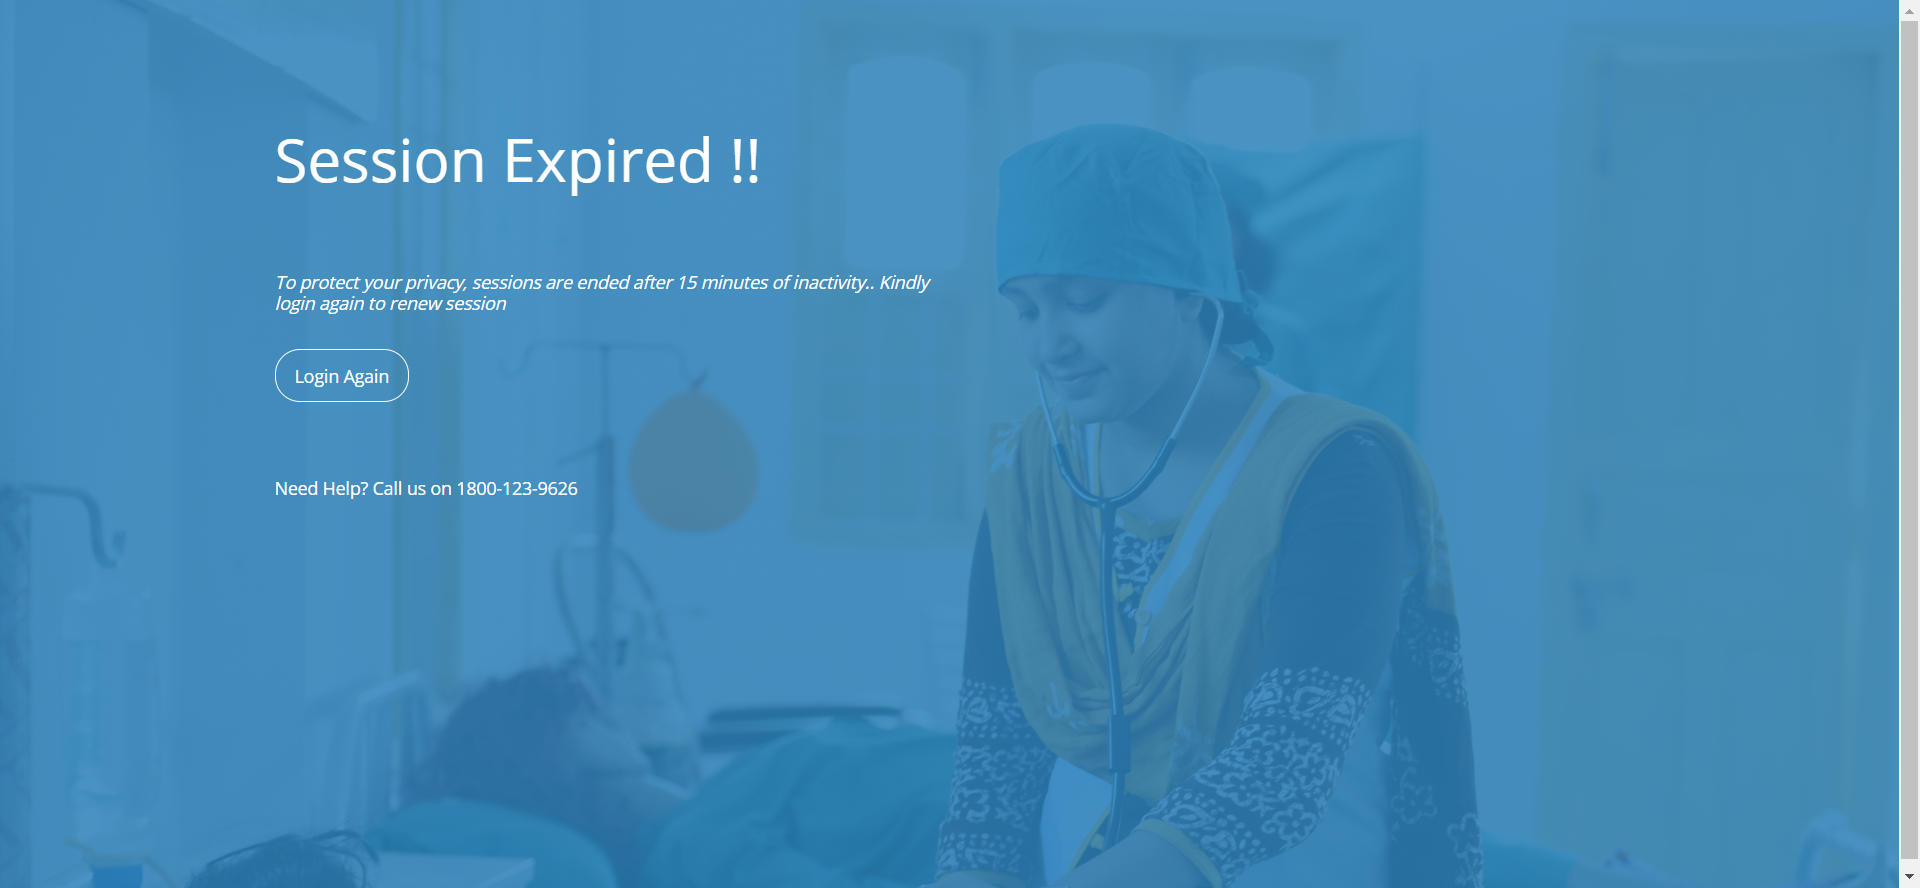 Session Expired !!
To protect your privacy, sessions are ended after 15 minutes of inactivity.. Kindly
login again to renew session
Login Again
Need Help? Call us on 1800-123-9626